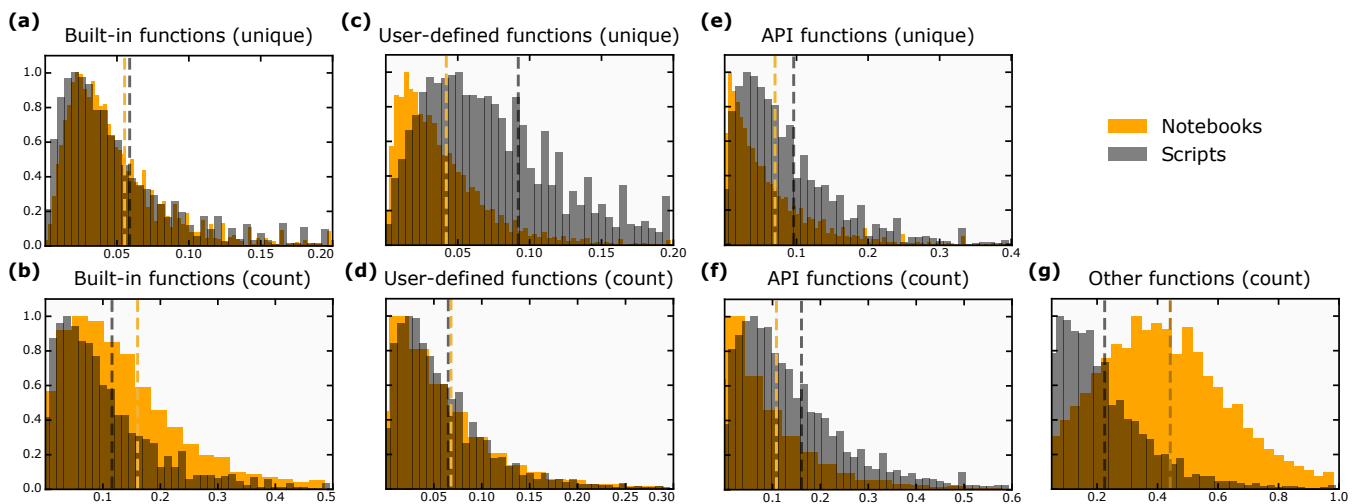 (a) (c) (e)
Built-in functions (unique) User-defined functions (unique) API functions (unique)
1.0
0.8
0.6
0.4
0.2
0.0
0.05 0.10 0.15 0.20 0.05 0.10 0.15 0.20 0.1 0.2 0.3 0.4
Notebooks
Scripts
(b) (d) (f) (g)
Built-in functions (count) User-defined functions (count) API functions (count) Other functions (count)
1.0
0.8
0.6
0.4
0.2
0.0
0.1 0.2 0.3 0.4 0.5 0.05 0.10 0.15 0.20 0.25 0.30 0.1 0.2 0.3 0.4 0.5 0.6 0.2 0.4 0.6 0.8 1.0